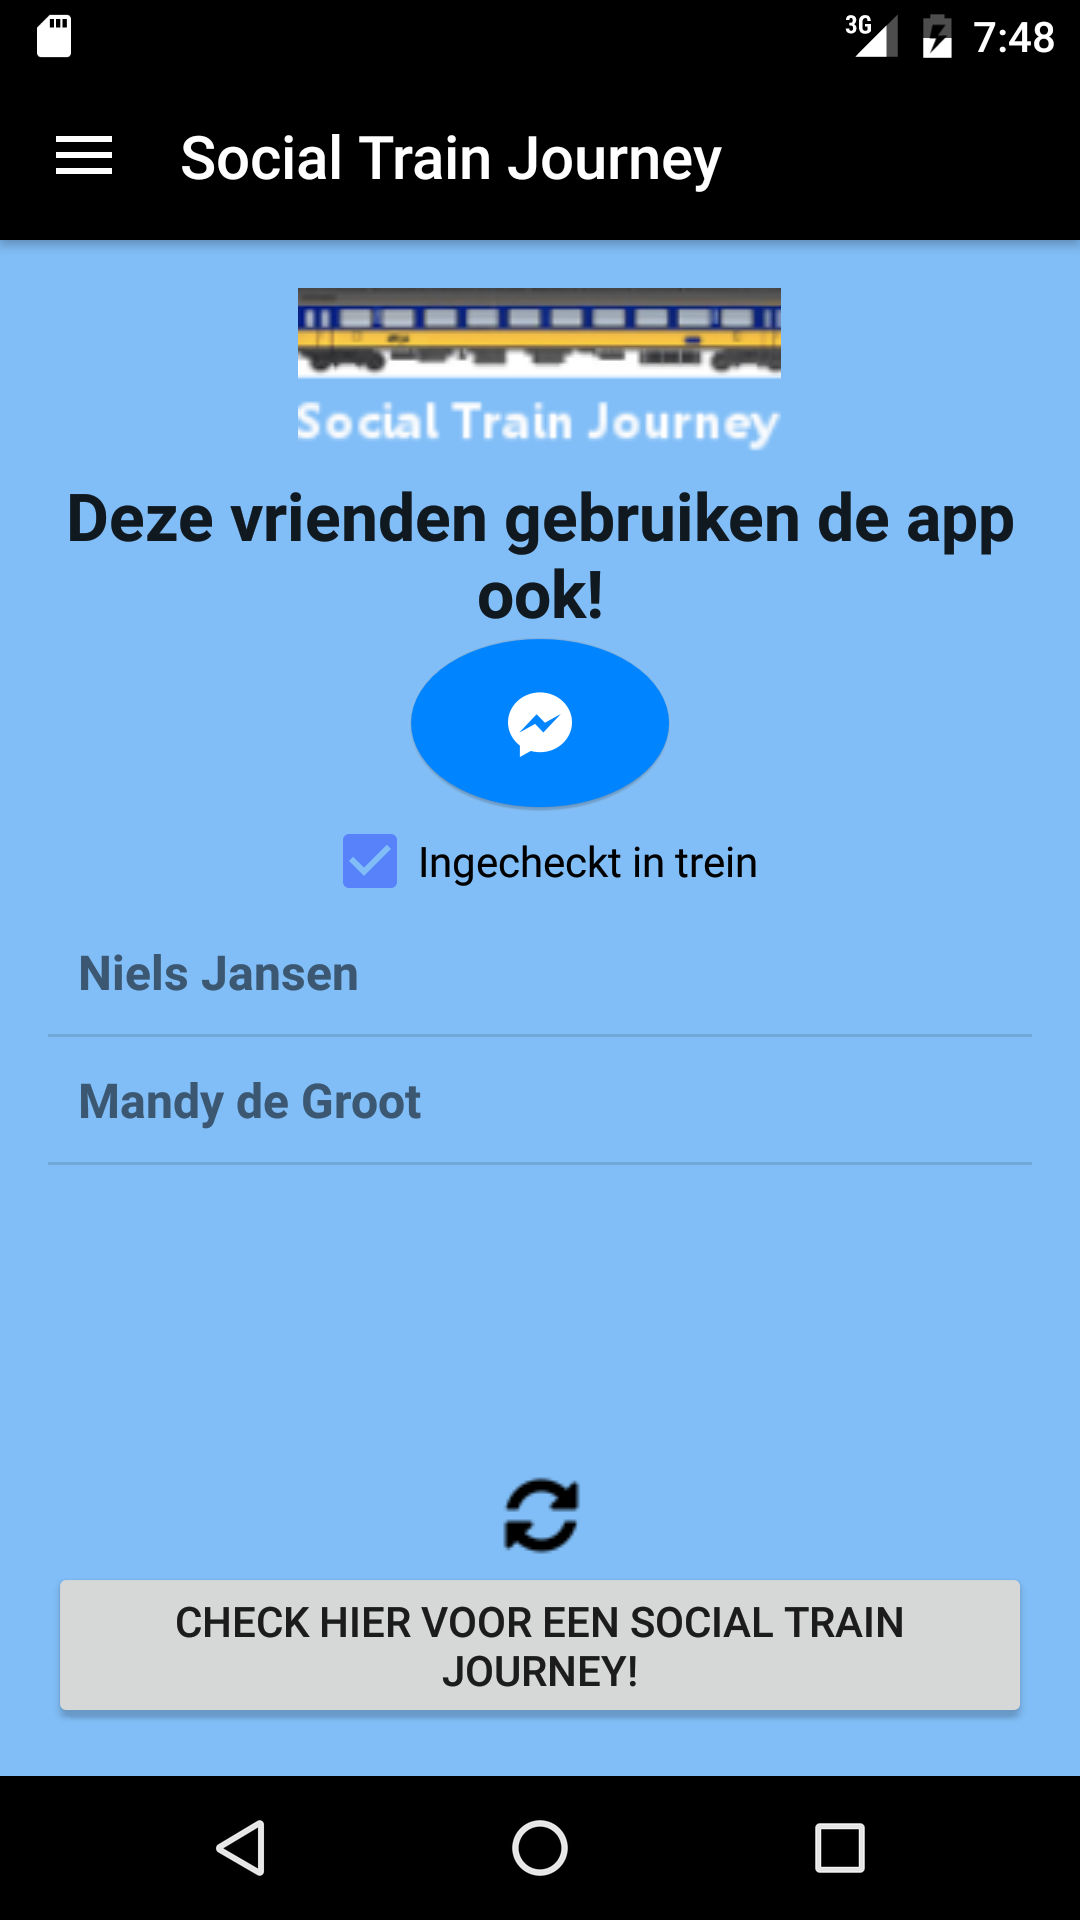 3G 7:48
Social Train Journey
Social Train Journey
Deze vrienden gebruiken de app
ook!
Ingecheckt in trein
Niels Jansen
Mandy de Groot
CHECK HIER VOOR EEN SOCIAL TRAIN
JOURNEY!